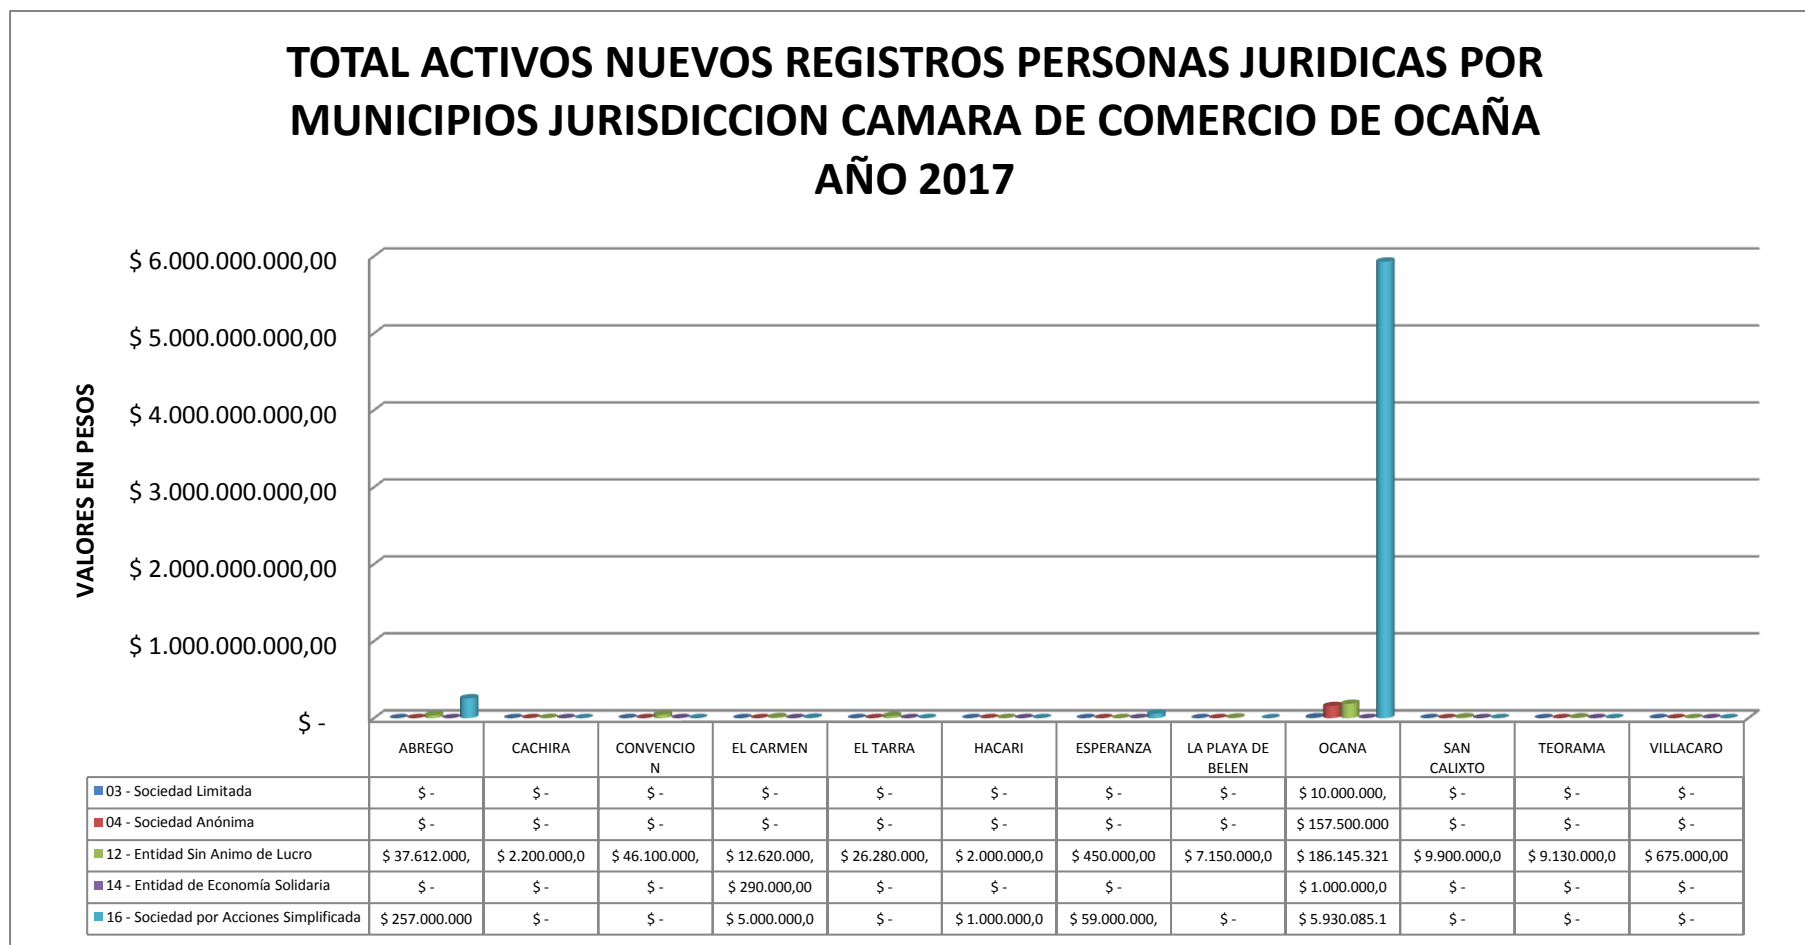 TOTAL ACTIVOS NUEVOS REGISTROS PERSONAS JURIDICAS POR
MUNICIPIOS JURISDICCION CAMARA DE COMERCIO DE OCAÑA
AÑO 2017
VALORES EN PESOS
$ 6.000.000.000,00
$ 5.000.000.000,00
$ 4.000.000.000,00
$ 3.000.000.000,00
$ 2.000.000.000,00
$ 1.000.000.000,00
$ -
ABREGO CACHIRA CONVENCIO EL CARMEN EL TARRA HACARI ESPERANZA LA PLAYA DE OCANA SAN TEORAMA VILLACARO
N BELEN CALIXTO
03 - Sociedad Limitada $ - $ - $ - $ - $ - $ - $ - $ - $ 10.000.000, $ - $ - $ -
04 - Sociedad Anónima $ - $ - $ - $ - $ - $ - $ - $ - $ 157.500.000 $ - $ - $ -
12 - Entidad Sin Animo de Lucro $ 37.612.000, $ 2.200.000,0 $ 46.100.000, $ 12.620.000, $ 26.280.000, $ 2.000.000,0 $ 450.000,00 $ 7.150.000,0 $ 186.145.321 $ 9.900.000,0 $ 9.130.000,0 $ 675.000,00
14 - Entidad de Economía Solidaria $ - $ - $ - $ 290.000,00 $ - $ - $ - $ 1.000.000,0 $ - $ - $ -
16 - Sociedad por Acciones Simplificada $ 257.000.000 $ - $ - $ 5.000.000,0 $ - $ 1.000.000,0 $ 59.000.000, $ - $ 5.930.085.1 $ - $ - $ -